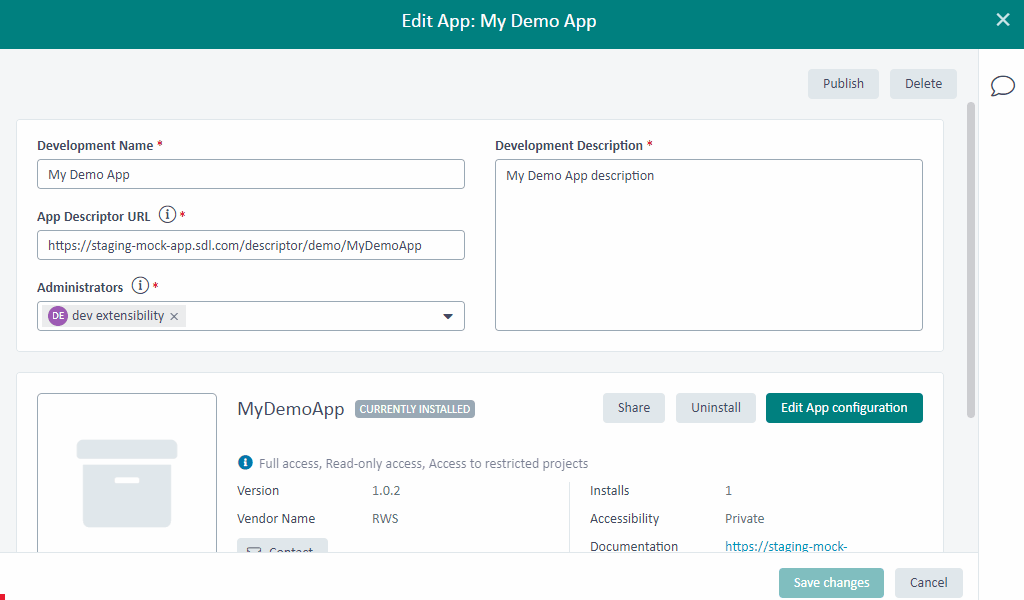 Edit App: My Demo App
Publish
Delete
Development Name *
My Demo App
App Descriptor URL *
https://staging-mock-app.sdl.com/descriptor/demo/MyDemoApp
Administrators *
DE dev extensibility
Development Description *
My Demo App description
MyDemoApp
CURRENTLY INSTALLED
Share
Uninstall
Edit App configuration
Full access, Read-only access, Access to restricted projects
Version 1.0.2
Vendor Name RWS
Contact
Installs 1
Accessibility Private
Documentation https://staging-mock-
Save changes
Cancel